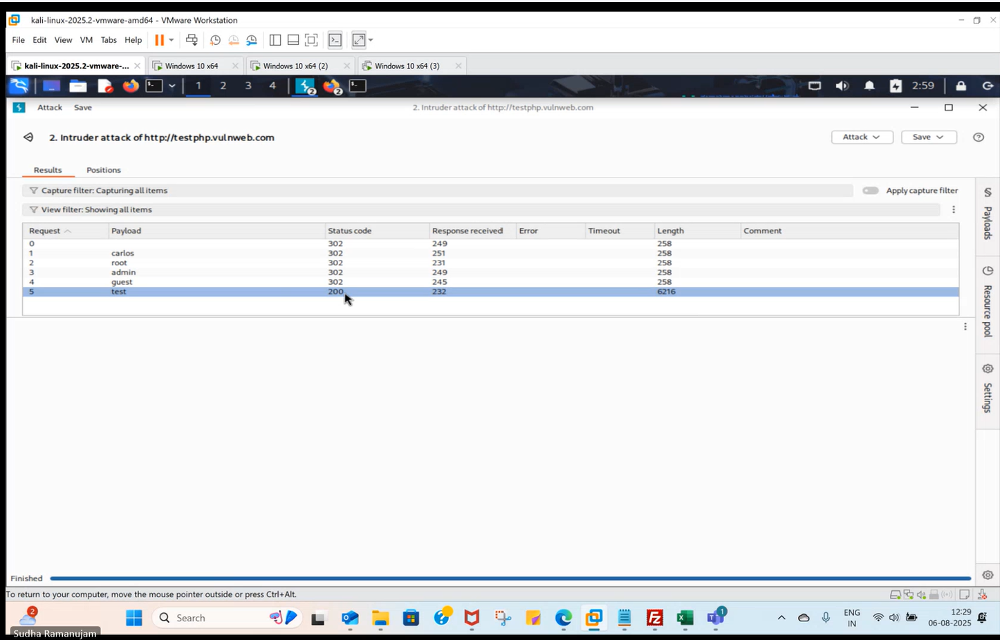 kali-linux-2025.2-vmware-amd64 - VMware Workstation
File Edit View VM Tabs Help
kali-linux-2025.2-vmware-... Windows 10 x64 Windows 10 x64 (2) Windows 10 x64 (3)
1 2 3 4 2 2 2:59
Attack Save 2. Intruder attack of http://testphp.vulnweb.com
2. Intruder attack of http://testphp.vulnweb.com Attack Save
Results Positions
Capture filter: Capturing all items Apply capture filter
View filter: Showing all items
Request Payload Status code Response received Error Timeout Length Comment
0 302 249 258
1 carlos 302 251 258
2 root 302 231 258
3 admin 302 249 258
4 guest 302 245 258
5 test 200 232 6216
Payloads
Resource pool
Settings
Finished
To return to your computer, move the mouse pointer outside or press Ctrl+Alt.
2 Search 1 ENG 12:29
IN 06-08-2025
Sudha Ramanujam